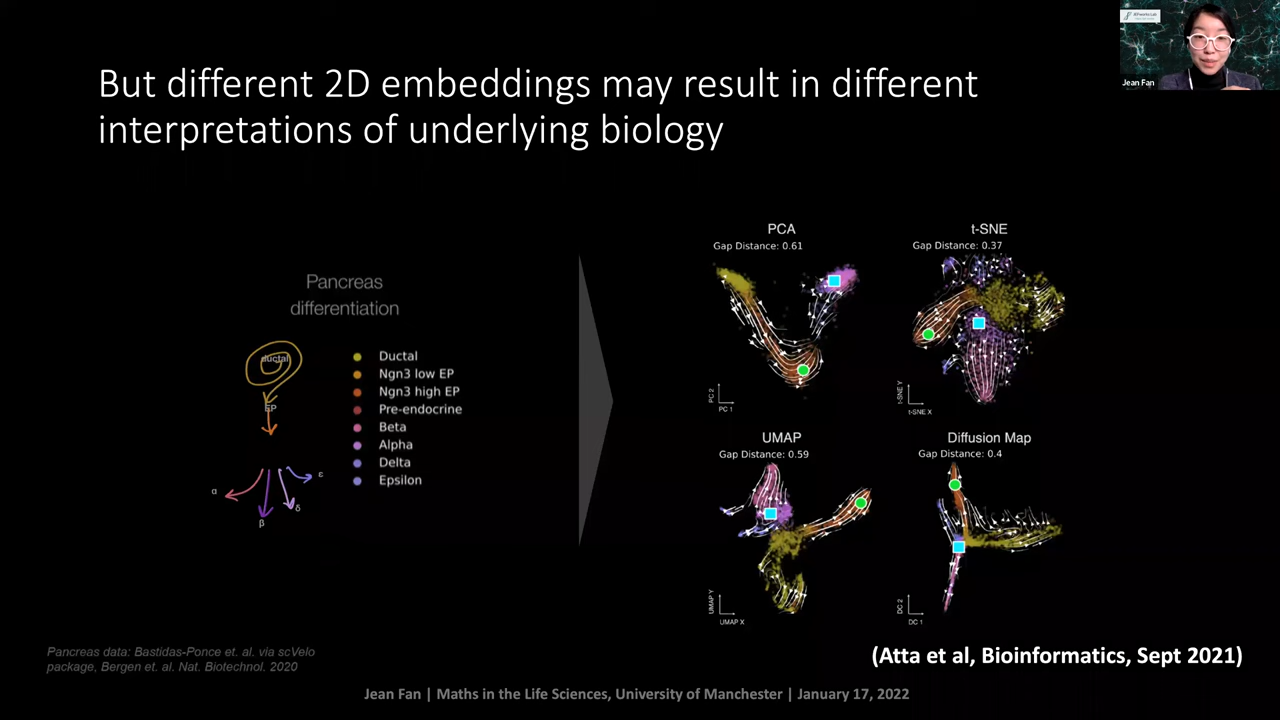 JEFworks Lab
Jean Fan
But different 2D embeddings may result in different
interpretations of underlying biology
Pancreas
differentiation
ductal
EP
α
β
δ
ε
Ductal
Ngn3 low EP
Ngn3 high EP
Pre-endocrine
Beta
Alpha
Delta
Epsilon
PCA
Gap Distance: 0.61
PC 2
PC 1
t-SNE
Gap Distance: 0.37
t-SNE Y
t-SNE X
UMAP
Gap Distance: 0.59
UMAP Y
UMAP X
Diffusion Map
Gap Distance: 0.4
DC 2
DC 1
Pancreas data: Bastidas-Ponce et. al. via scVelo
package, Bergen et. al. Nat. Biotechnol. 2020
(Atta et al, Bioinformatics, Sept 2021)
Jean Fan | Maths in the Life Sciences, University of Manchester | January 17, 2022